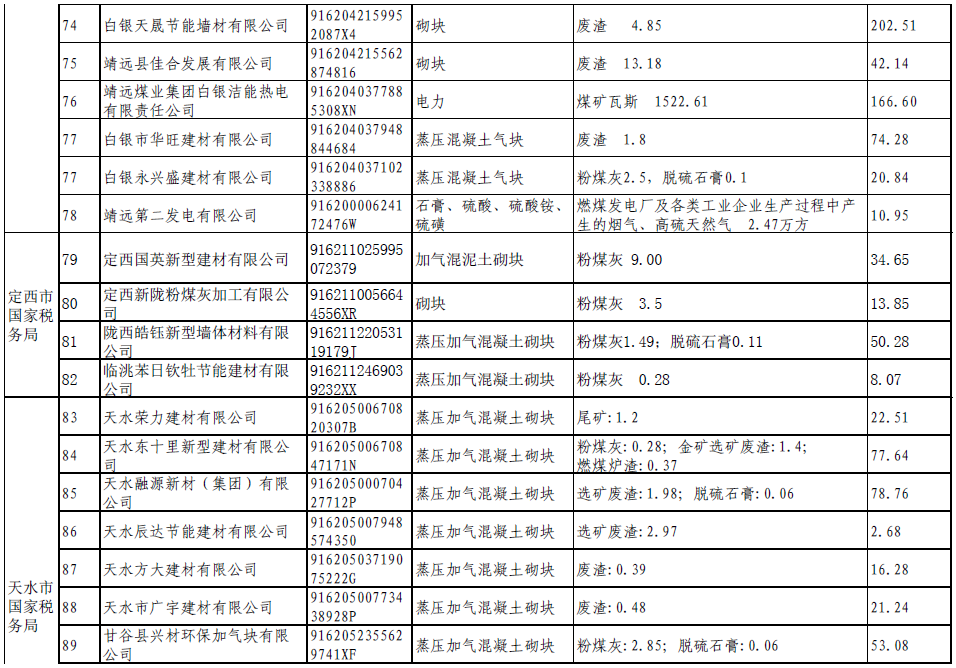 74 白银天晟节能墙材有限公司 916204215995 砌块 废渣 4.85 202.51
2087X4
75 靖远县佳合发展有限公司 916204215562 砌块 废渣 13.18 42.14
874816
76 靖远煤业集团白银洁能热电 916204037788 电力 煤矿瓦斯 1522.61 166.60
有限责任公司 5308XN
77 白银市华旺建材有限公司 916204037948 蒸压混凝土气块 废渣 1.8 74.28
844684
77 白银永兴盛建材有限公司 916204037102 蒸压混凝土气块 粉煤灰2.5，脱硫石膏0.1 20.84
338886
78 靖远第二发电有限公司 916200006241 石膏、硫酸、硫酸铵、 燃煤发电厂及各类工业企业生产过程中产 10.95
72476W 硫磺 生的烟气、高硫天然气 2.47万方
定西市
国家税
务局
79 定西国英新型建材有限公司 916211025995 加气混泥土砌块 粉煤灰 9.00 34.65
072379
80 定西新陇粉煤灰加工有限公 916211005664 砌块 粉煤灰 3.5 13.85
司 4556XR
81 陇西皓钰新型墙体材料有限 916211220531 蒸压加气混凝土砌块 粉煤灰1.49；脱硫石膏0.11 50.28
公司 19179J
82 临洮苯日钦牡节能建材有限 916211246903 蒸压加气混凝土砌块 粉煤灰 0.28 8.07
公司 9232XX
天水市
国家税
务局
83 天水荣力建材有限公司 916205006708 蒸压加气混凝土砌块 尾矿:1.2 22.51
20307B
84 天水东十里新型建材有限公 916205006708 蒸压加气混凝土砌块 粉煤灰:0.28; 金矿选矿废渣:1.4; 77.64
司 47171N 燃煤炉渣:0.37
85 天水融源新材（集团）有限 916205000704 蒸压加气混凝土砌块 选矿废渣:1.98; 脱硫石膏:0.06 78.76
公司 27712P
86 天水辰达节能建材有限公司 916205007948 蒸压加气混凝土砌块 选矿废渣:2.97 2.68
574350
87 天水方大建材有限公司 916205037190 蒸压加气混凝土砌块 废渣:0.39 16.28
75222G
88 天水市广宇建材有限公司 916205007734 蒸压加气混凝土砌块 废渣:0.48 21.24
38928P
89 甘谷县兴材环保加气块有限 916205235562 蒸压加气混凝土砌块 粉煤灰:2.85; 脱硫石膏:0.06 53.08
公司 9741XF